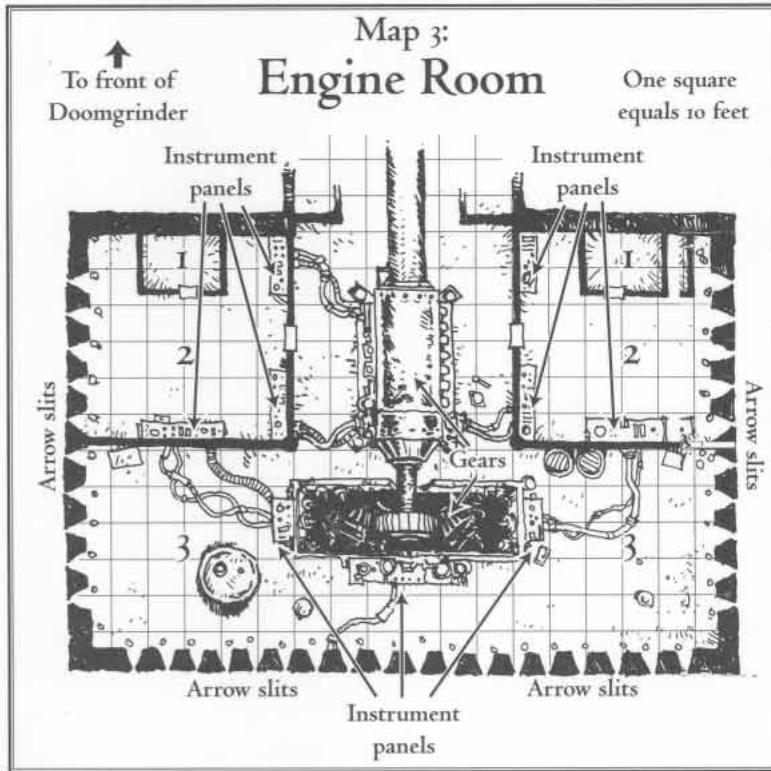 Map 3:
Engine Room
To front of
Doomgrinder
One square
equals 10 feet
Instrument
panels
Instrument
panels
1
1
2
2
Arrow slits
Arrow slits
Gears
3
3
Arrow slits
Arrow slits
Instrument
panels